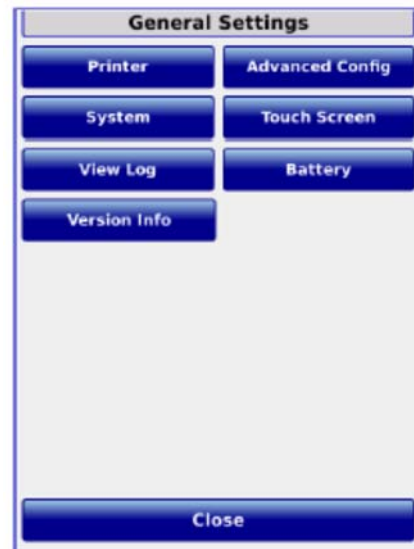 General Settings
Printer Advanced Config
System Touch Screen
View Log Battery
Version Info
Close